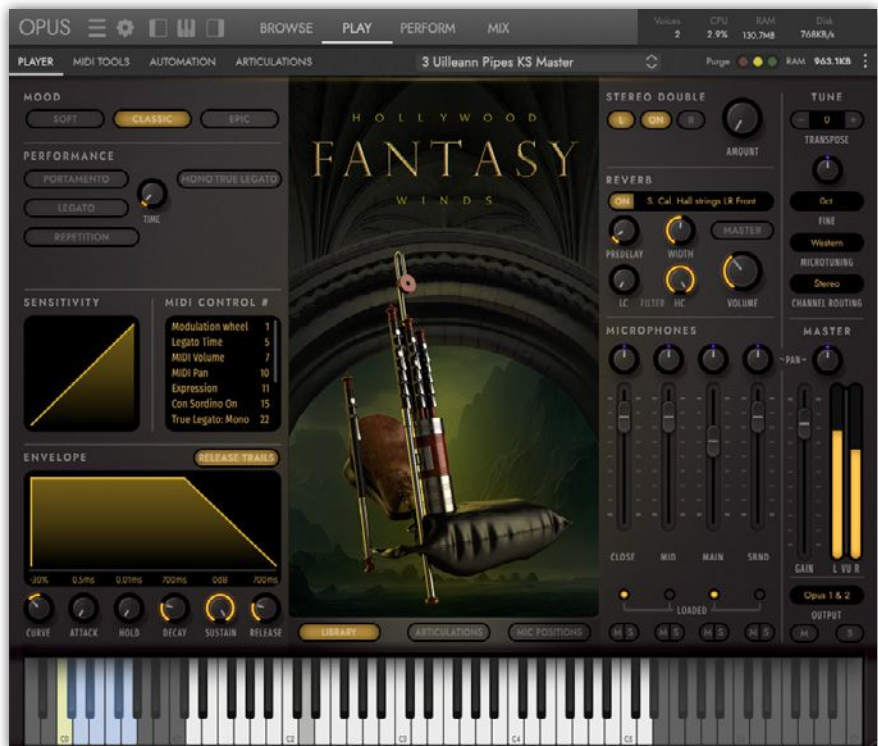 OPUS BROWSE PLAY PERFORM MIX
Voices CPU RAM Disk
2 2.9% 130.7MB 768KB/s
PLAYER MIDI TOOLS AUTOMATION ARTICULATIONS
3 Uilleann Pipes KS Master
Purge RAM 963.1KB
MOOD
SOFT CLASSIC EPIC
PERFORMANCE
PORTAMENTO MONO TRUE LEGATO
LEGATO
TIME
REPETITION
SENSITIVITY
MIDI CONTROL #
Modulation wheel 1
Legato Time 5
MIDI Volume 7
MIDI Pan 10
Expression 11
Con Sordino On 15
True Legato: Mono 22
ENVELOPE RELEASE TRAILS
-30% 0.5ms 0.01ms 700ms 0dB 700ms
CURVE ATTACK HOLD DECAY SUSTAIN RELEASE
HOLLYWOOD
FANTASY
WINDS
LIBRARY ARTICULATIONS MIC POSITIONS
STEREO DOUBLE
L ON R
AMOUNT
REVERB
ON S. Cal. Hall strings LR Front
MASTER
PREDELAY WIDTH
LC FILTER HC VOLUME
MICROPHONES
CLOSE MID MAIN SRND
LOADED
M S M S M S
TUNE
- 0 +
TRANSPOSE
Oct
FINE
Western
MICROTUNING
Stereo
CHANNEL ROUTING
MASTER
PAN
GAIN L VU R
Opus 1 & 2
OUTPUT
M S
C0 C2 C3 C4 C5